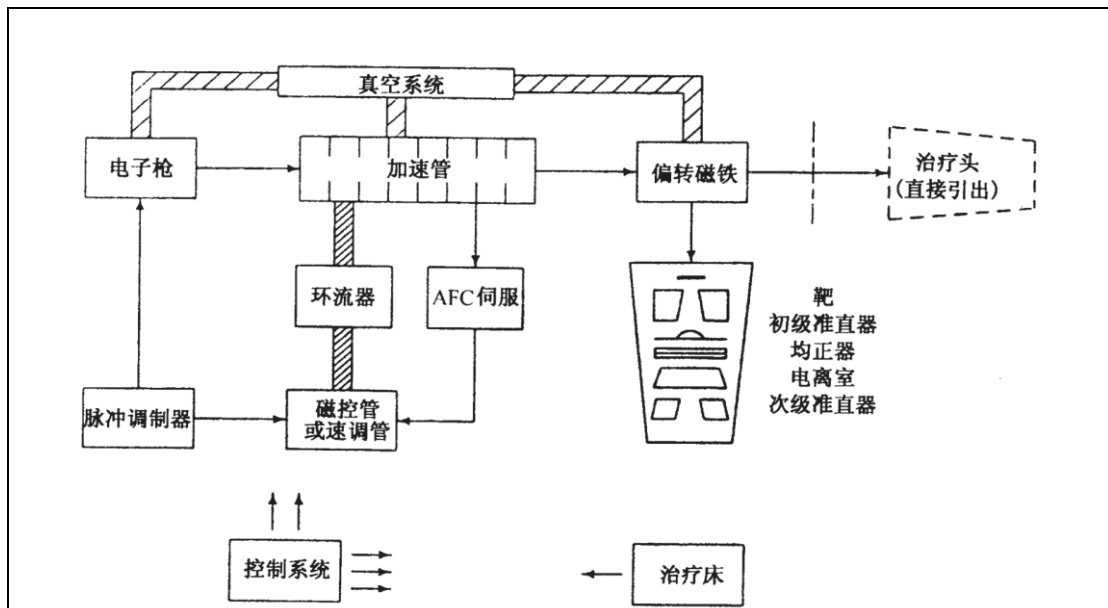 真空系统
电子枪
加速管
偏转磁铁
治疗头
(直接引出)
环流器
AFC伺服
靶
初级准直器
均正器
电离室
次级准直器
脉冲调制器
磁控管
或速调管
控制系统
治疗床